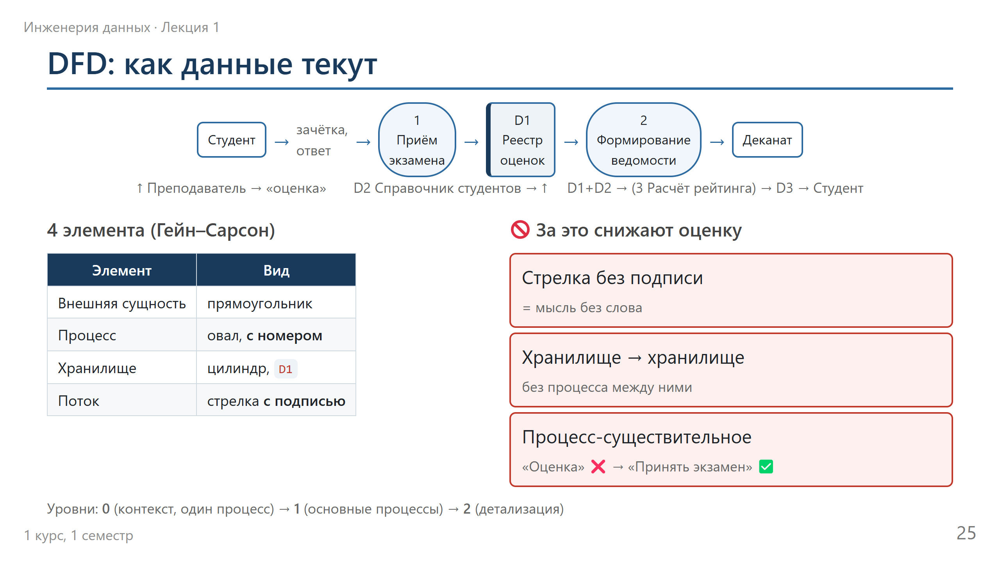 Инженерия данных · Лекция 1
DFD: как данные текут
Студент → зачётка, ответ →
1
Приём
экзамена
→
D1
Реестр
оценок
→
2
Формирование
ведомости
→ Деканат
↑ Преподаватель → «оценка» D2 Справочник студентов → ↑ D1+D2 → (3 Расчёт рейтинга) → D3 → Студент
4 элемента (Гейн–Сарсон)
Элемент Вид
Внешняя сущность прямоугольник
Процесс овал, с номером
Хранилище цилиндр, D1
Поток стрелка с подписью
🚫 За это снижают оценку
Стрелка без подписи
= мысль без слова
Хранилище → хранилище
без процесса между ними
Процесс-существительное
«Оценка» ❌ → «Принять экзамен» ✅
Уровни: 0 (контекст, один процесс) → 1 (основные процессы) → 2 (детализация)
1 курс, 1 семестр
25